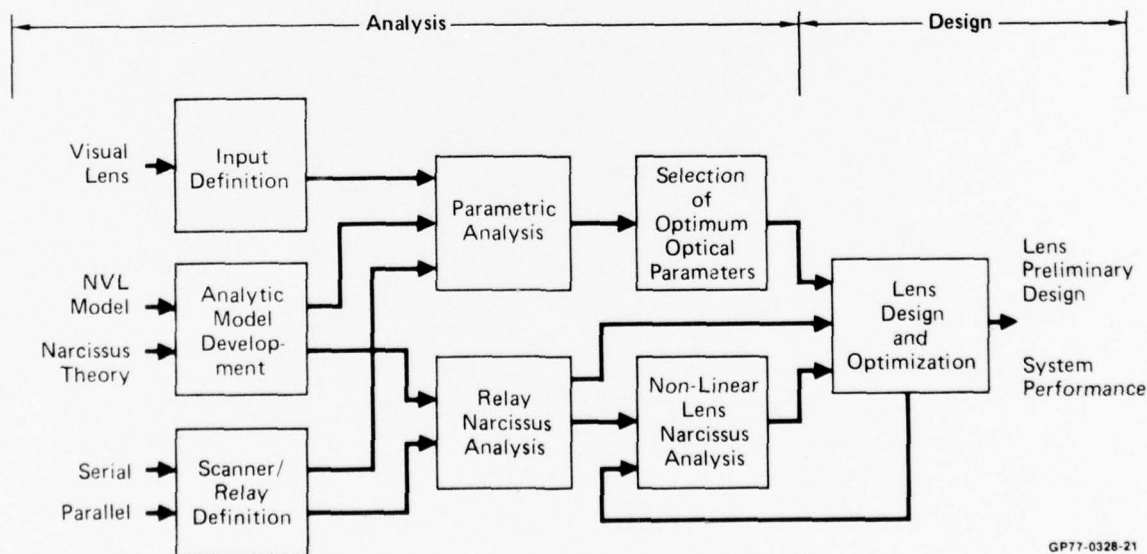 Analysis
Design
Visual
Lens
Input
Definition
NVL
Model
Narcissus
Theory
Analytic
Model
Develop-
ment
Serial
Parallel
Scanner/
Relay
Definition
Parametric
Analysis
Relay
Narcissus
Analysis
Selection
of
Optimum
Optical
Parameters
Non-Linear
Lens
Narcissus
Analysis
Lens
Design
and
Optimization
Lens
Preliminary
Design
System
Performance
GP77-0328-21